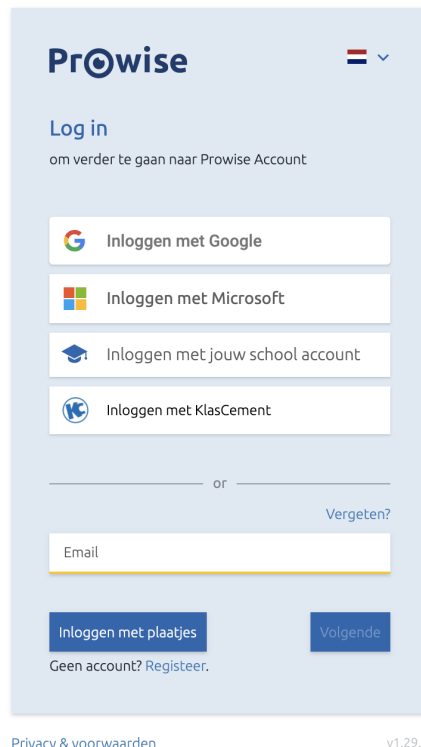 Prowise
Log in
om verder te gaan naar Prowise Account
Inloggen met Google
Inloggen met Microsoft
Inloggen met jouw school account
KC
Inloggen met KlasCement
or
Vergeten?
Email
Inloggen met plaatjes
Volgende
Geen account? Registeer.
Privacy & voorwaarden
v1.29.